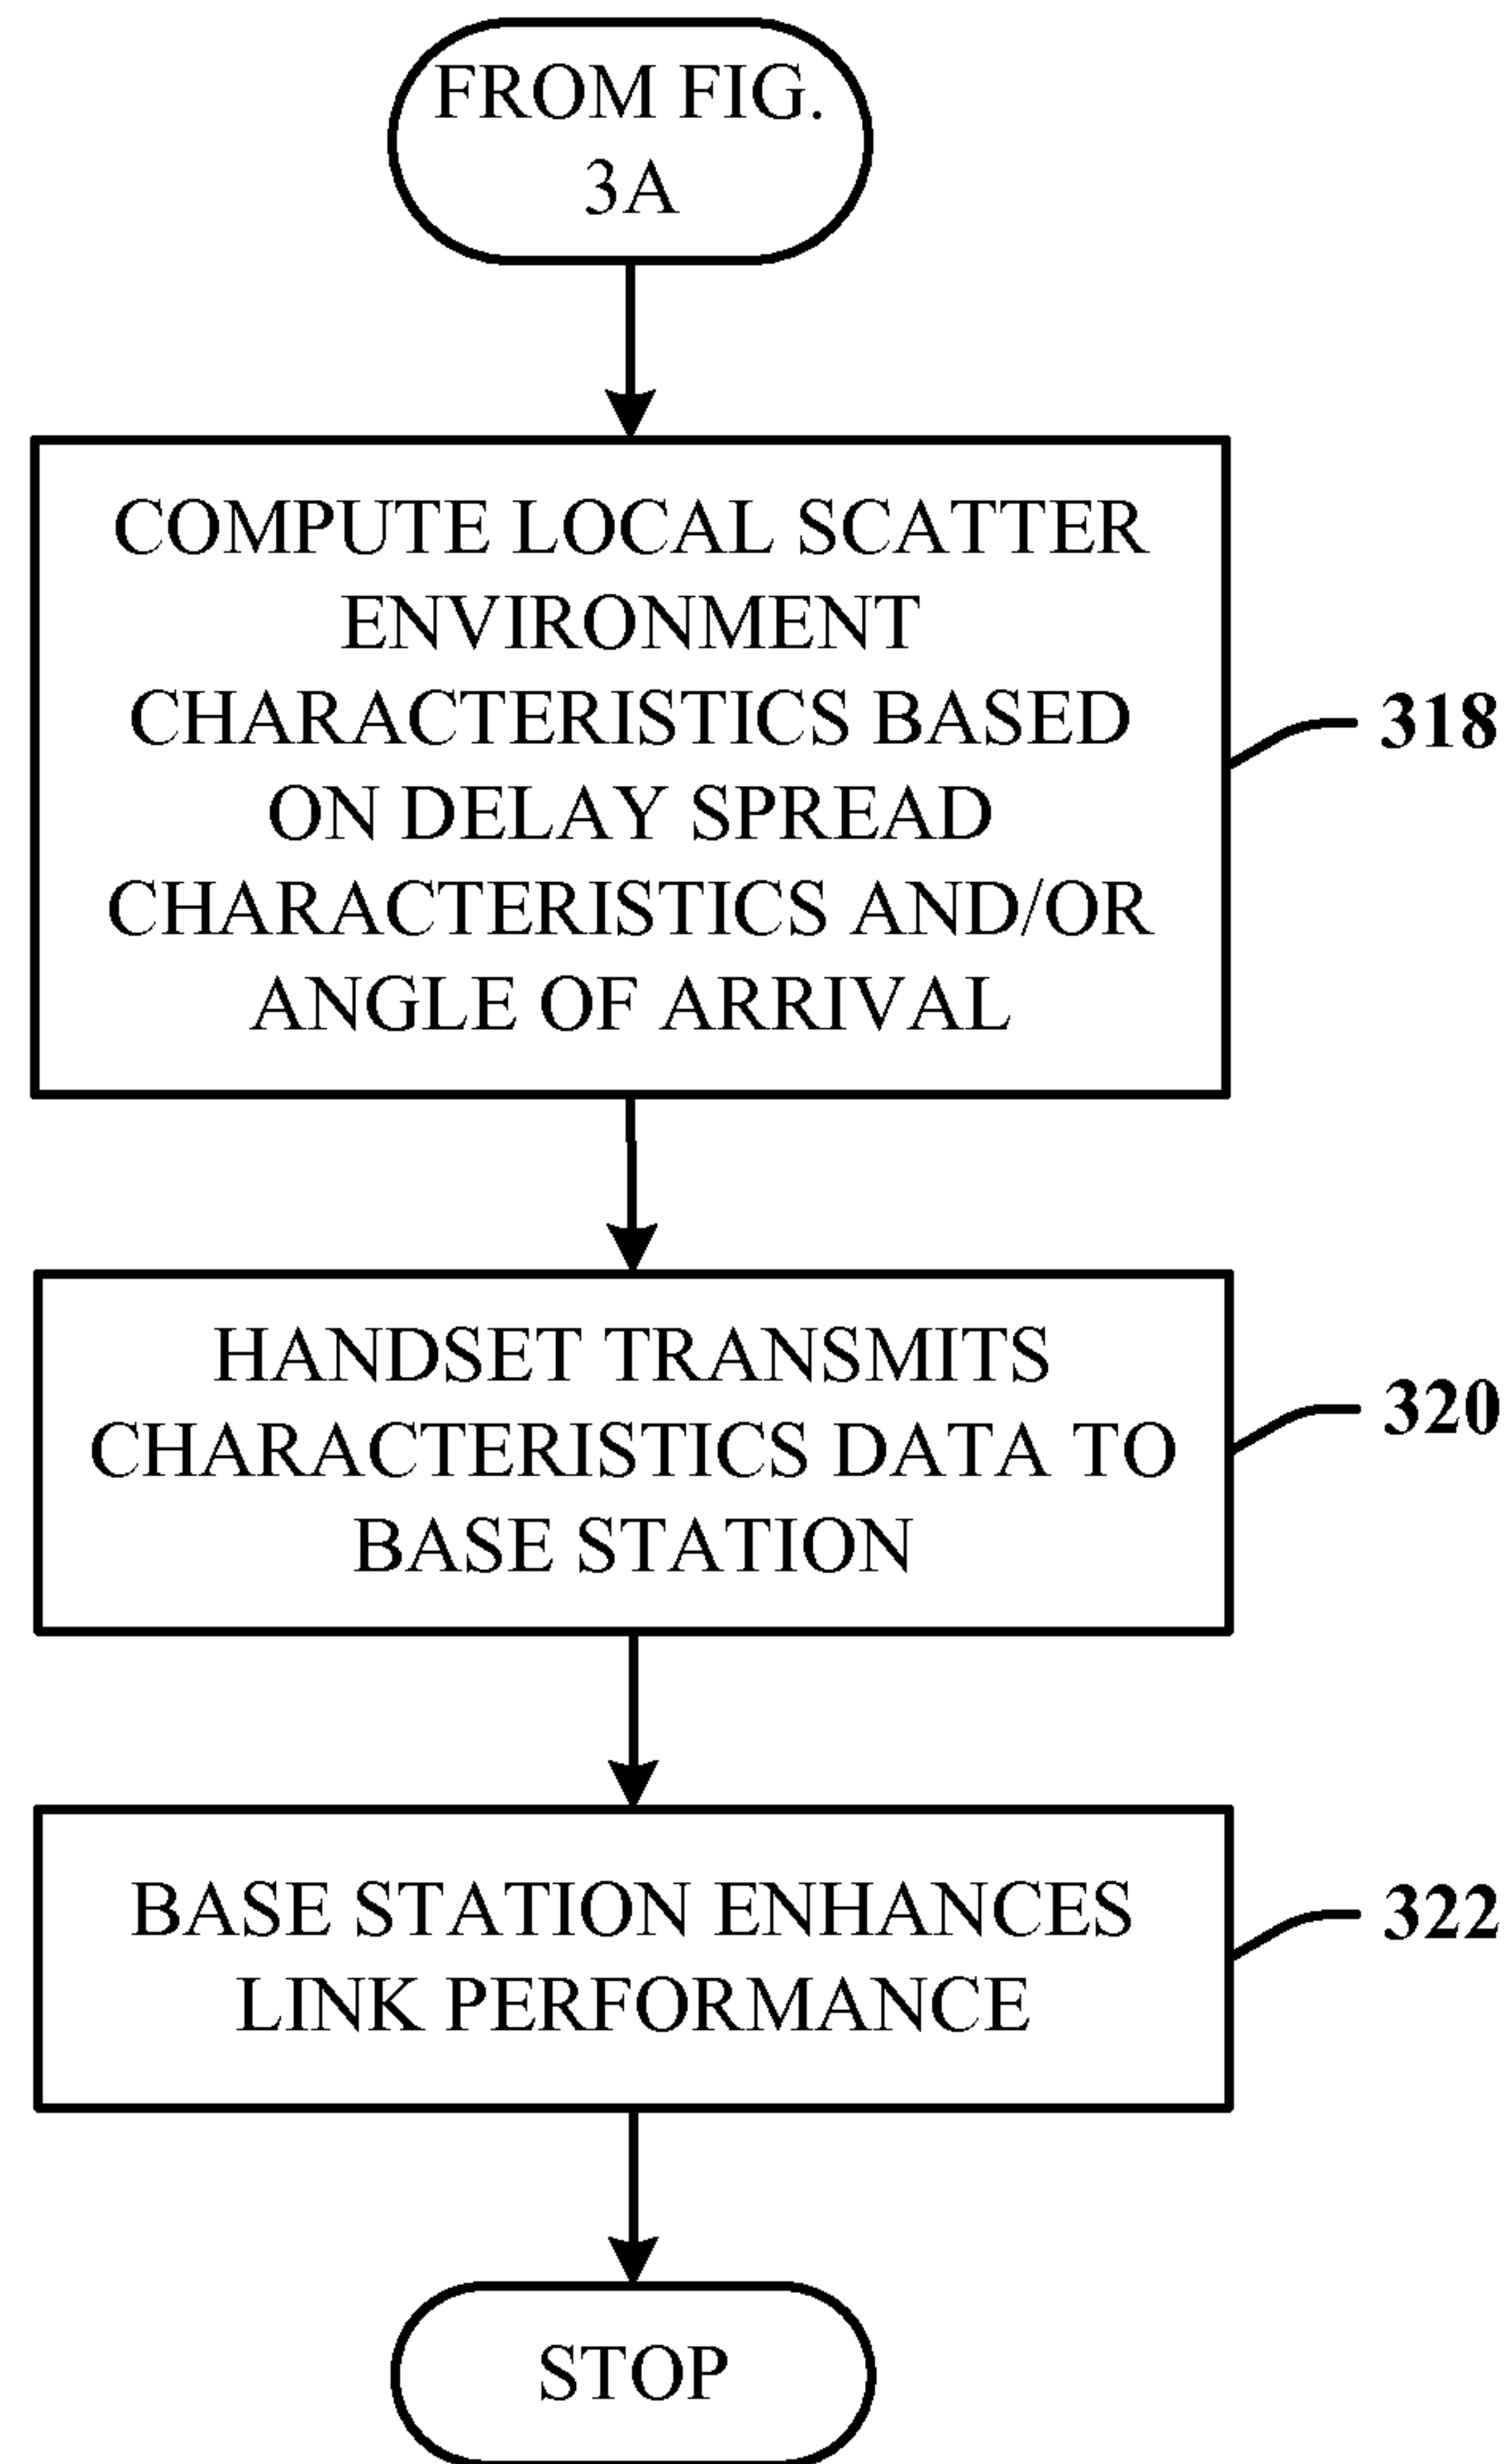 FROM FIG.
3A
COMPUTE LOCAL SCATTER
ENVIRONMENT
CHARACTERISTICS BASED
ON DELAY SPREAD
CHARACTERISTICS AND/OR
ANGLE OF ARRIVAL
318
HANDSET TRANSMITS
CHARACTERISTICS DATA TO
BASE STATION
320
BASE STATION ENHANCES
LINK PERFORMANCE
322
STOP